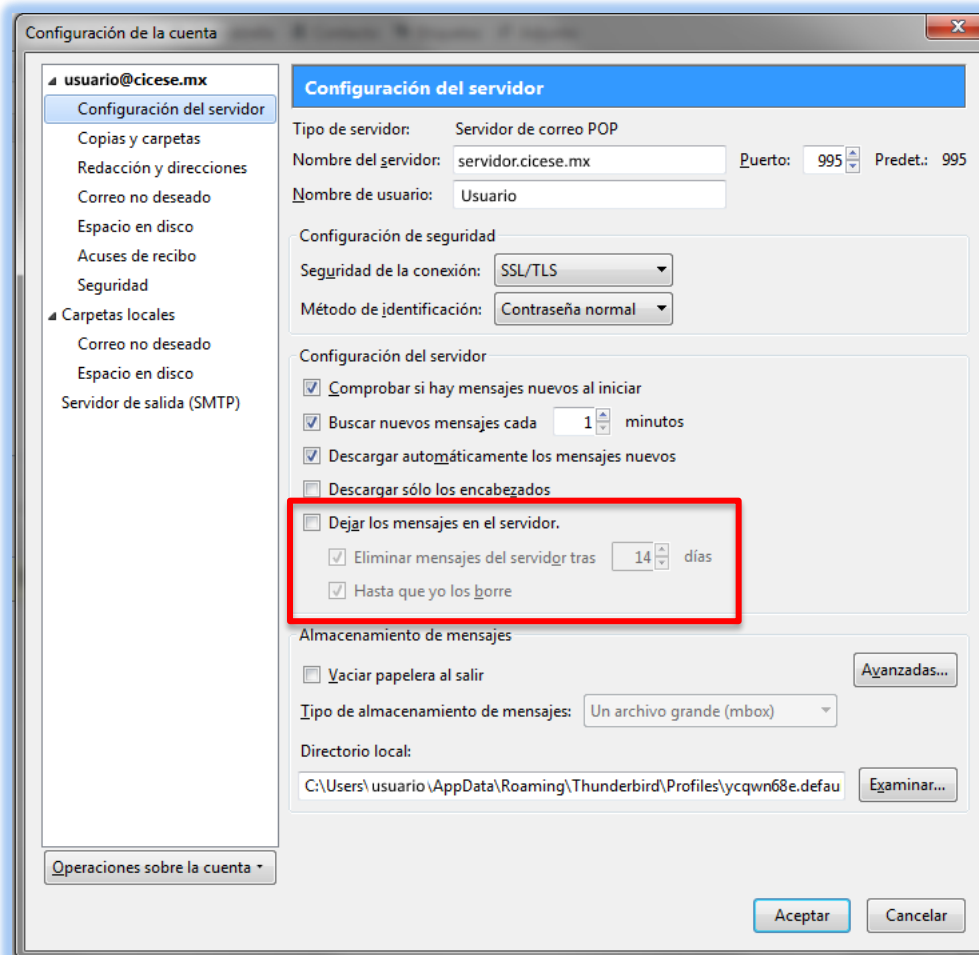 Configuración de la cuenta
usuario@cicese.mx
Configuración del servidor
Copias y carpetas
Redacción y direcciones
Correo no deseado
Espacio en disco
Acuses de recibo
Seguridad
Carpetas locales
Correo no deseado
Espacio en disco
Servidor de salida (SMTP)
Operaciones sobre la cuenta
Configuración del servidor
Tipo de servidor: Servidor de correo POP
Nombre del servidor: servidor.cicese.mx Puerto: 995 Predet.: 995
Nombre de usuario: Usuario
Configuración de seguridad
Seguridad de la conexión: SSL/TLS
Método de identificación: Contraseña normal
Configuración del servidor
Comprobar si hay mensajes nuevos al iniciar
Buscar nuevos mensajes cada 1 minutos
Descargar automáticamente los mensajes nuevos
Descargar sólo los encabezados
Dejar los mensajes en el servidor.
Eliminar mensajes del servidor tras 14 días
Hasta que yo los borre
Almacenamiento de mensajes
Vaciar papelera al salir Avanzadas...
Tipo de almacenamiento de mensajes: Un archivo grande (mbox)
Directorio local:
C:\Users\usuario\AppData\Roaming\Thunderbird\Profiles\ycqwn68e.defau Examinar...
Aceptar Cancelar